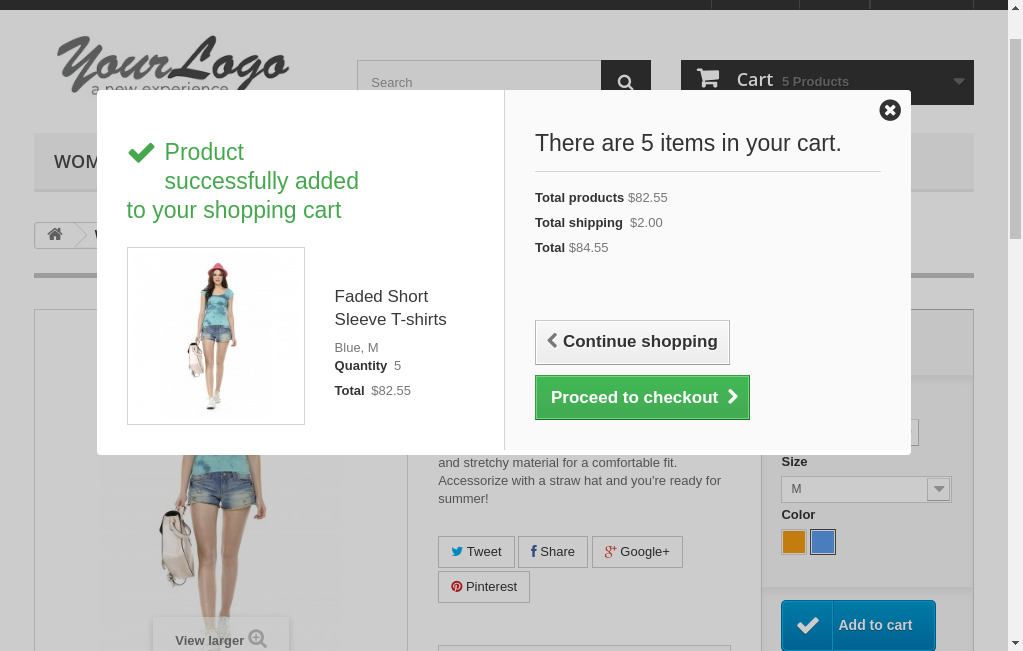 YourLogo
a new experience
Search
Cart 5 Products
WOM
Product
successfully added
to your shopping cart
Faded Short
Sleeve T-shirts
Blue, M
Quantity 5
Total $82.55
There are 5 items in your cart.
Total products $82.55
Total shipping $2.00
Total $84.55
Continue shopping
Proceed to checkout
and stretchy material for a comfortable fit.
Accessorize with a straw hat and you're ready for
summer!
Tweet
Share
Google+
Pinterest
View larger
Size
M
Color
Add to cart